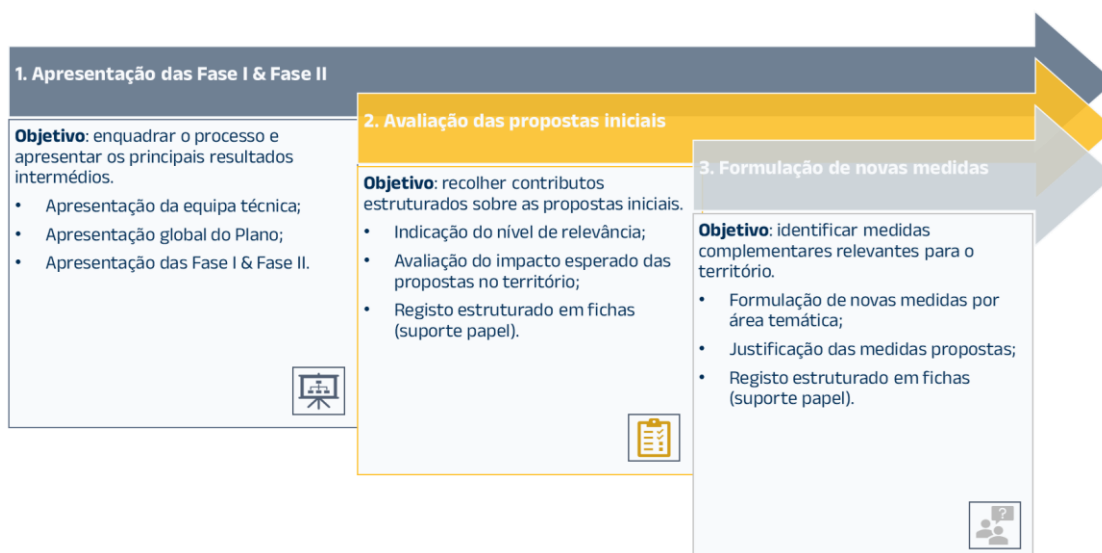 1. Apresentação das Fase I & Fase II
Objetivo: enquadrar o processo e
apresentar os principais resultados
intermédios.
• Apresentação da equipa técnica;
• Apresentação global do Plano;
• Apresentação das Fase I & Fase II.
2. Avaliação das propostas iniciais
Objetivo: recolher contributos
estruturados sobre as propostas iniciais.
• Indicação do nível de relevância;
• Avaliação do impacto esperado das
propostas no território;
• Registo estruturado em fichas
(suporte papel).
3. Formulação de novas medidas
Objetivo: identificar medidas
complementares relevantes para o
território.
• Formulação de novas medidas por
área temática;
• Justificação das medidas propostas;
• Registo estruturado em fichas
(suporte papel).
?